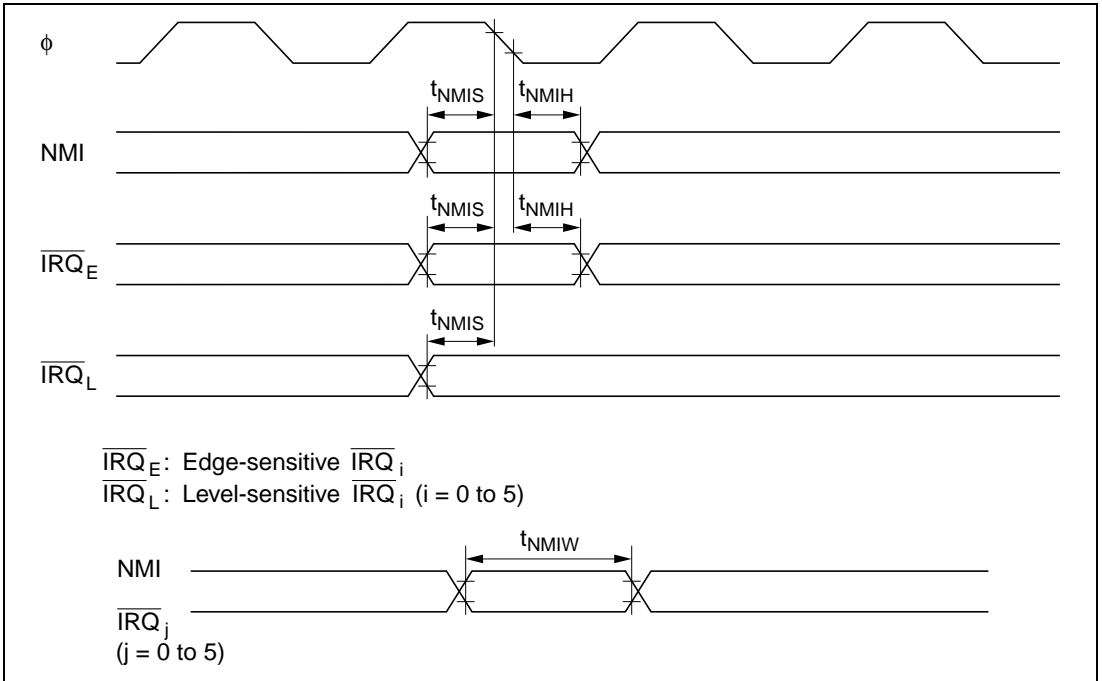 φ
tNMIS tNMIH
NMI
tNMIS tNMIH
IRQE
tNMIS
IRQL
IRQE: Edge-sensitive IRQi
IRQL: Level-sensitive IRQi (i = 0 to 5)
tNMIW
NMI
IRQj
(j = 0 to 5)